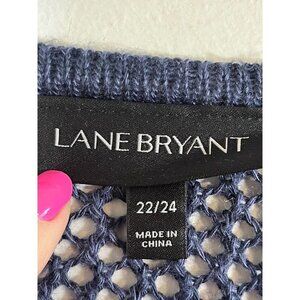 LANE BRYANT
22/24
MADE IN
CHINA